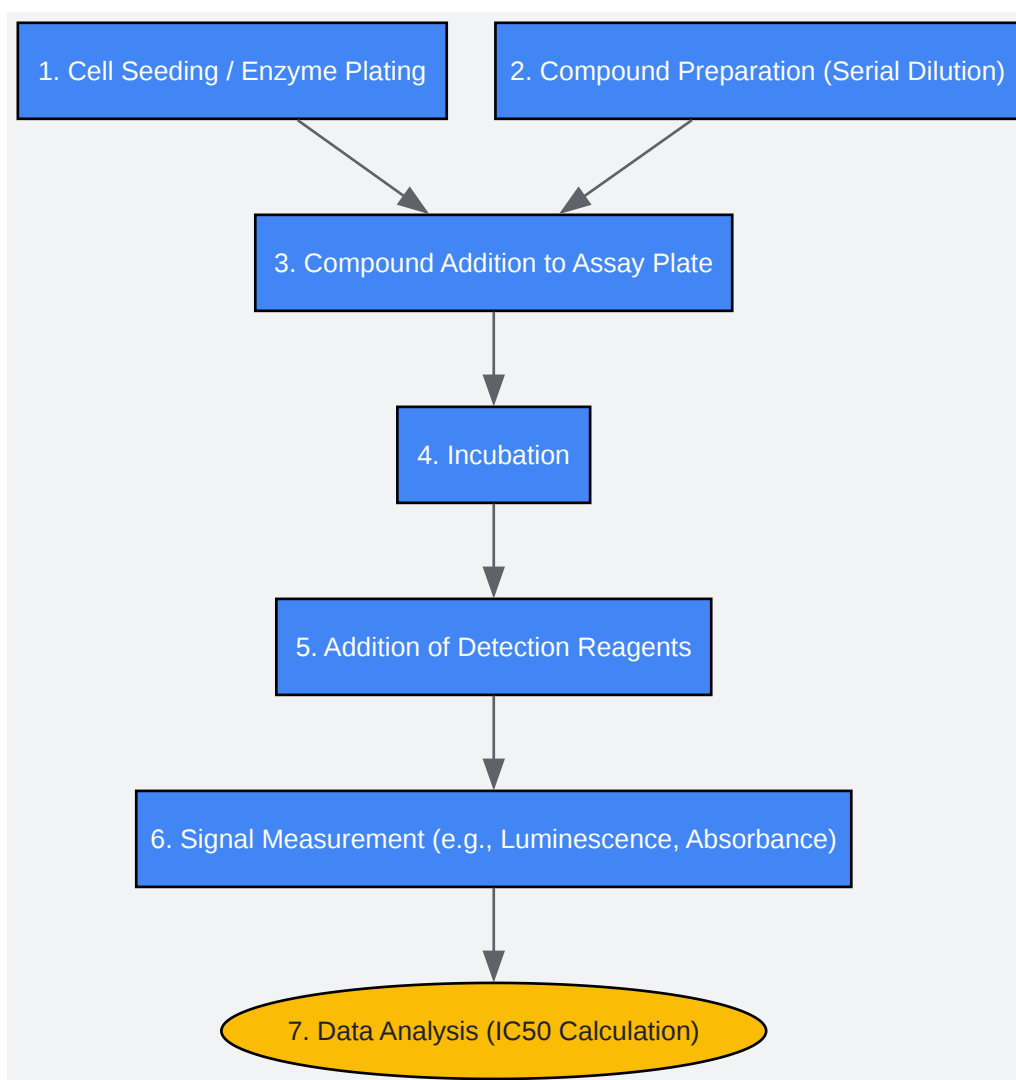 1. Cell Seeding / Enzyme Plating
2. Compound Preparation (Serial Dilution)
3. Compound Addition to Assay Plate
4. Incubation
5. Addition of Detection Reagents
6. Signal Measurement (e.g., Luminescence, Absorbance)
7. Data Analysis (IC50 Calculation)